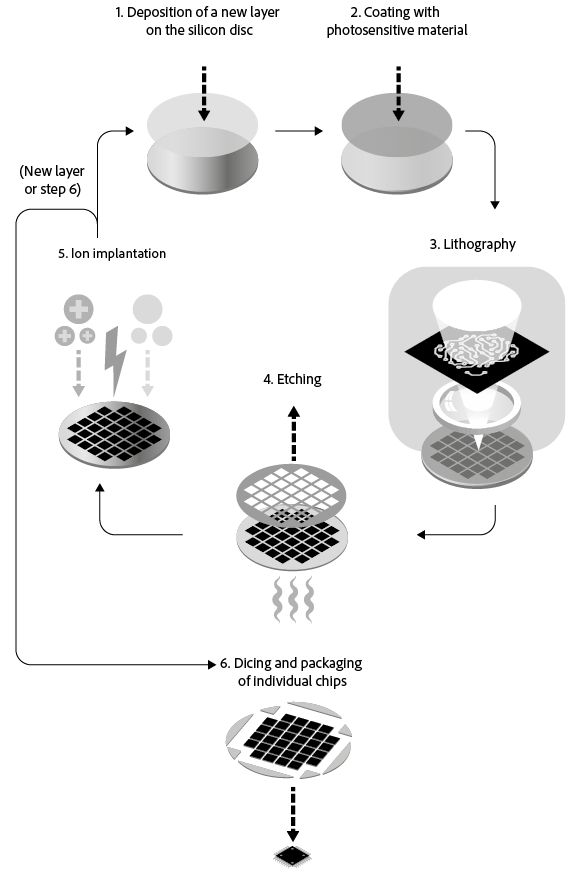 1. Deposition of a new layer
on the silicon disc
2. Coating with
photosensitive material
(New layer
or step 6)
3. Lithography
5. Ion implantation
4. Etching
6. Dicing and packaging
of individual chips